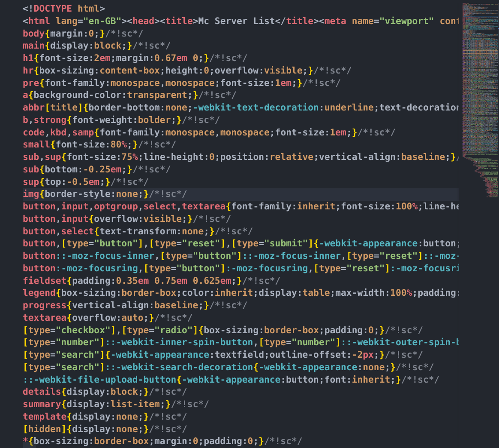 <!DOCTYPE html>
<html lang="en-GB"><head><title>Mc Server List</title><meta name="viewport" cont
body{margin:0;}/*!sc*/
main{display:block;}/*!sc*/
h1{font-size:2em;margin:0.67em 0;}/*!sc*/
hr{box-sizing:content-box;height:0;overflow:visible;}/*!sc*/
pre{font-family:monospace,monospace;font-size:1em;}/*!sc*/
a{background-color:transparent;}/*!sc*/
abbr[title]{border-bottom:none;-webkit-text-decoration:underline;text-decoration
b,strong{font-weight:bolder;}/*!sc*/
code,kbd,samp{font-family:monospace,monospace;font-size:1em;}/*!sc*/
small{font-size:80%;}/*!sc*/
sub,sup{font-size:75%;line-height:0;position:relative;vertical-align:baseline;}/
sub{bottom:-0.25em;}/*!sc*/
sup{top:-0.5em;}/*!sc*/
img{border-style:none;}/*!sc*/
button,input,optgroup,select,textarea{font-family:inherit;font-size:100%;line-he
button,input{overflow:visible;}/*!sc*/
button,select{text-transform:none;}/*!sc*/
button,[type="button"],[type="reset"],[type="submit"]{-webkit-appearance:button;
button::-moz-focus-inner,[type="button"]::-moz-focus-inner,[type="reset"]::-moz-
button:-moz-focusring,[type="button"]:-moz-focusring,[type="reset"]:-moz-focusri
fieldset{padding:0.35em 0.75em 0.625em;}/*!sc*/
legend{box-sizing:border-box;color:inherit;display:table;max-width:100%;padding:
progress{vertical-align:baseline;}/*!sc*/
textarea{overflow:auto;}/*!sc*/
[type="checkbox"],[type="radio"]{box-sizing:border-box;padding:0;}/*!sc*/
[type="number"]::-webkit-inner-spin-button,[type="number"]::-webkit-outer-spin-b
[type="search"]{-webkit-appearance:textfield;outline-offset:-2px;}/*!sc*/
[type="search"]::-webkit-search-decoration{-webkit-appearance:none;}/*!sc*/
::-webkit-file-upload-button{-webkit-appearance:button;font:inherit;}/*!sc*/
details{display:block;}/*!sc*/
summary{display:list-item;}/*!sc*/
template{display:none;}/*!sc*/
[hidden]{display:none;}/*!sc*/
*{box-sizing:border-box;margin:0;padding:0;}/*!sc*/